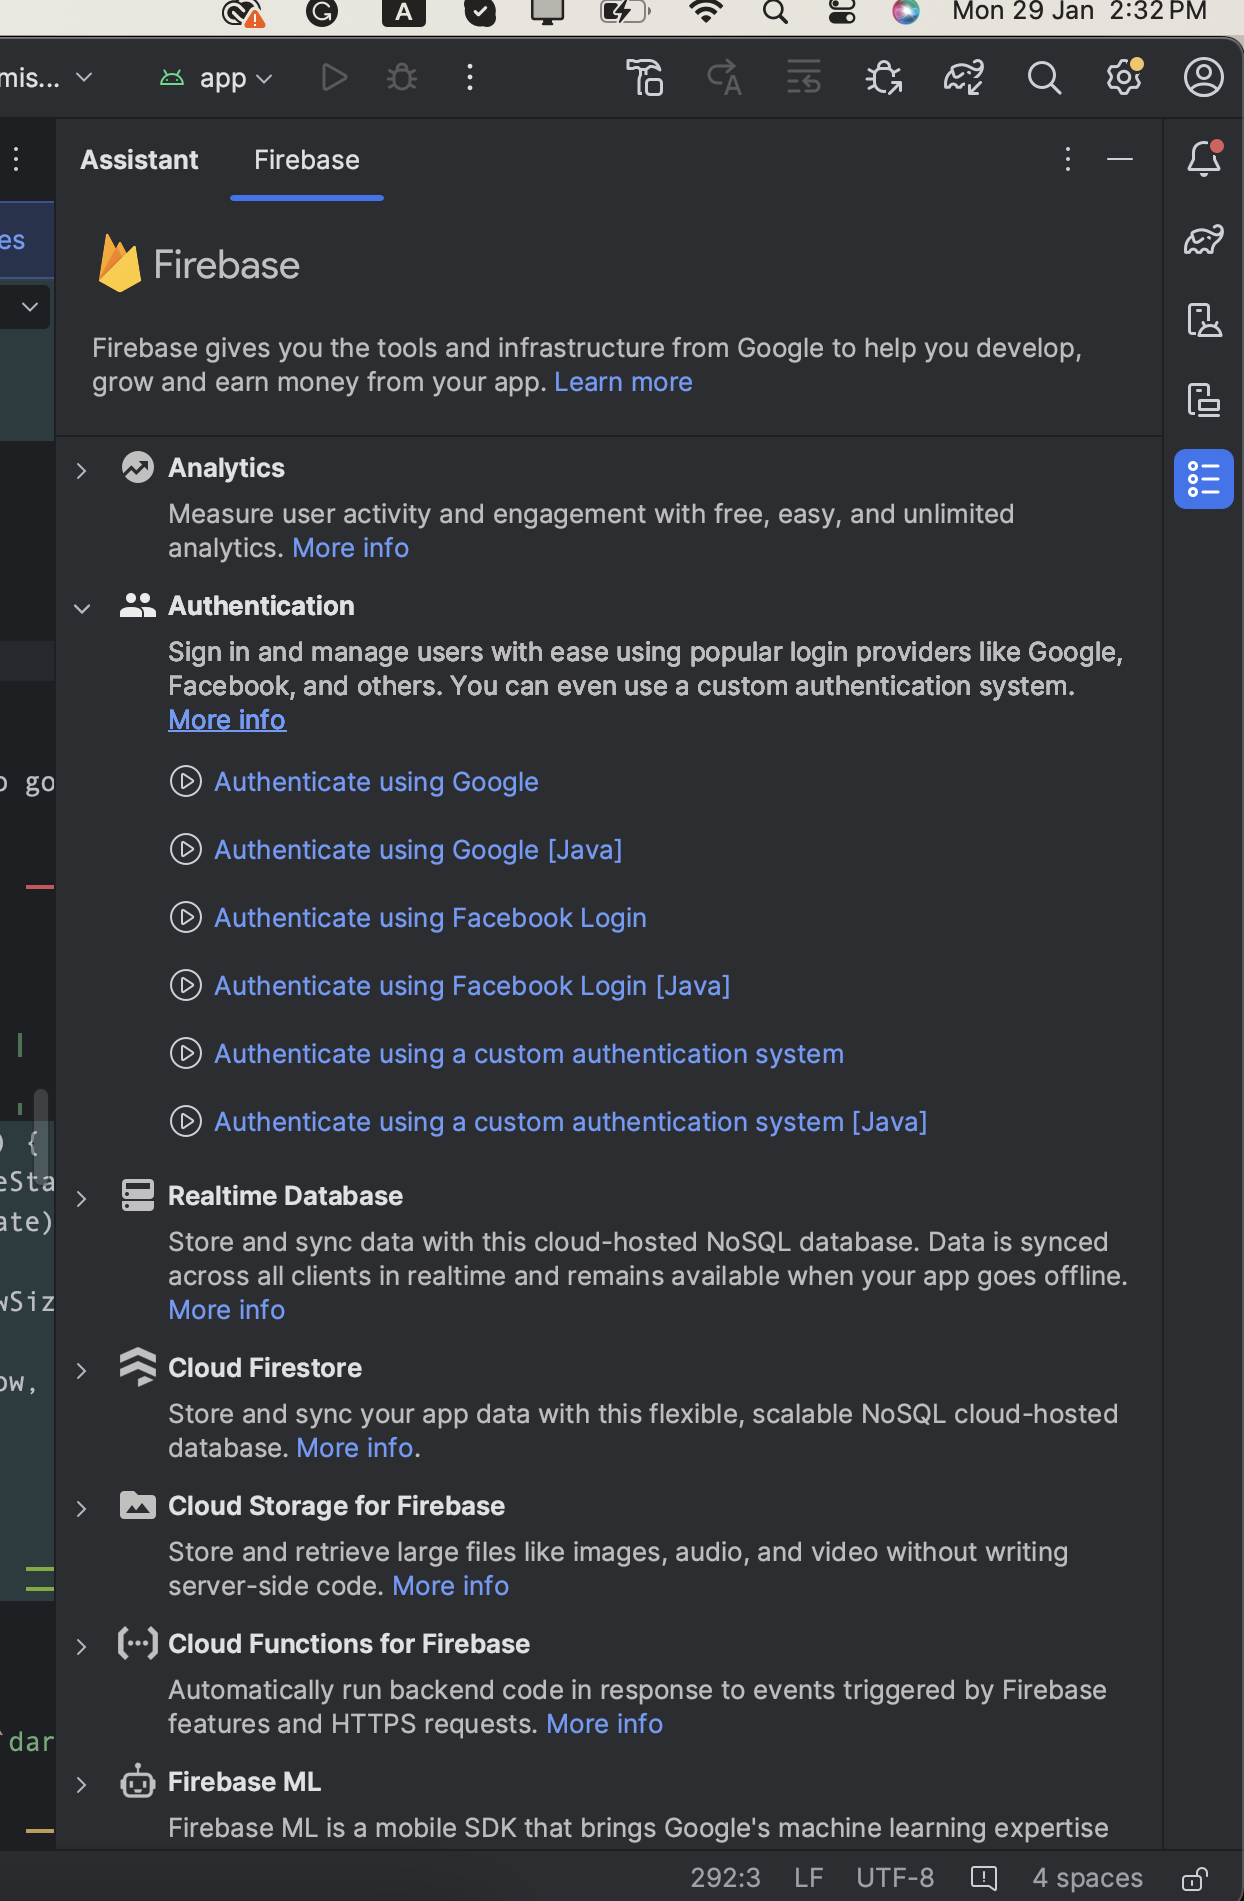 Mon 29 Jan 2:32 PM
mis...
app
Assistant
Firebase
es
Firebase
Firebase gives you the tools and infrastructure from Google to help you develop,
grow and earn money from your app. Learn more
Analytics
Measure user activity and engagement with free, easy, and unlimited
analytics. More info
Authentication
Sign in and manage users with ease using popular login providers like Google,
Facebook, and others. You can even use a custom authentication system.
More info
Authenticate using Google
go
Authenticate using Google [Java]
Authenticate using Facebook Login
Authenticate using Facebook Login [Java]
Authenticate using a custom authentication system
Authenticate using a custom authentication system [Java]
) {
eSta
ate)
Realtime Database
Store and sync data with this cloud-hosted NoSQL database. Data is synced
across all clients in realtime and remains available when your app goes offline.
More info
wSiz
ow,
Cloud Firestore
Store and sync your app data with this flexible, scalable NoSQL cloud-hosted
database. More info.
Cloud Storage for Firebase
Store and retrieve large files like images, audio, and video without writing
server-side code. More info
Cloud Functions for Firebase
Automatically run backend code in response to events triggered by Firebase
features and HTTPS requests. More info
`dar
Firebase ML
Firebase ML is a mobile SDK that brings Google's machine learning expertise
292:3 LF UTF-8 4 spaces